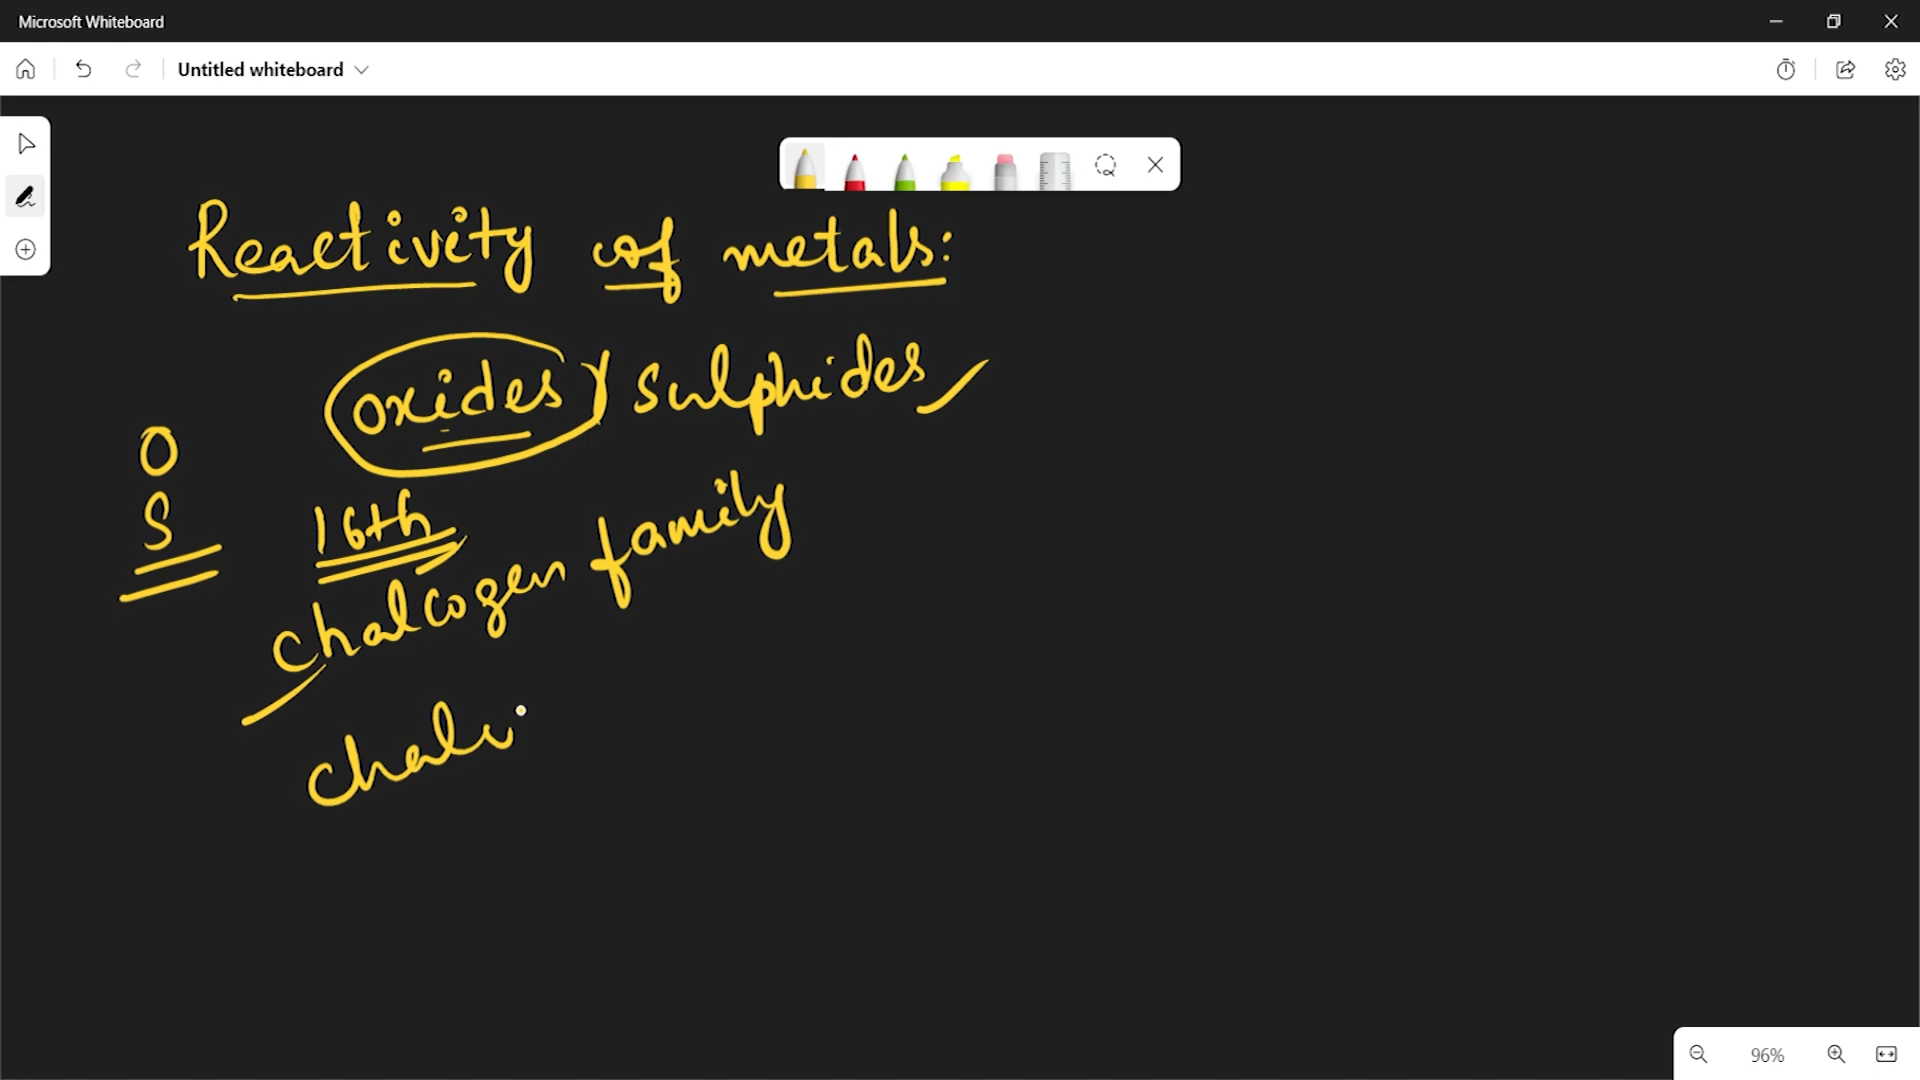 Microsoft Whiteboard
Untitled whiteboard
Reactivity of metals:
oxides / sulphides
O
S
16th
chalcogen family
96%